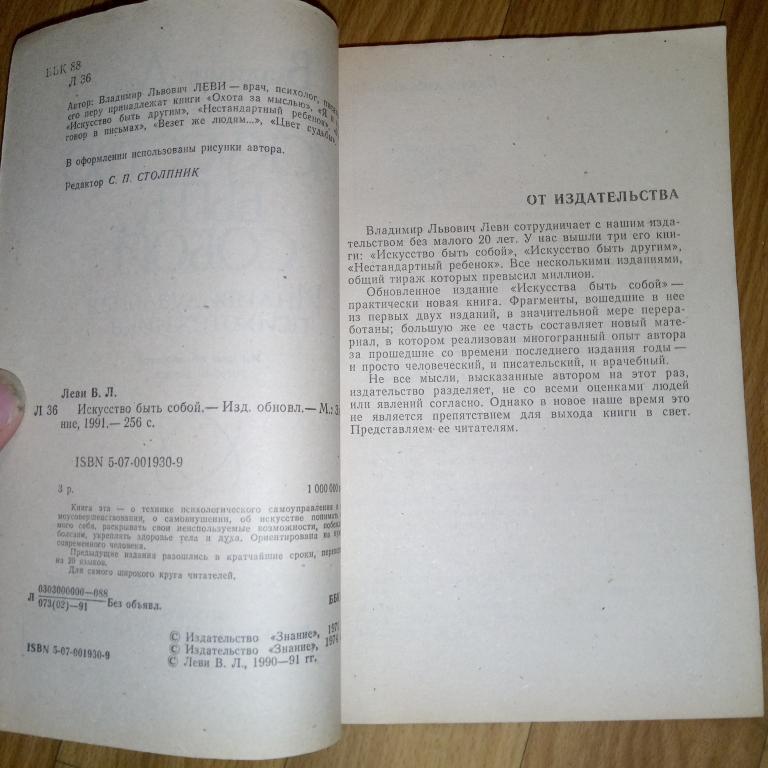 ББК 88
Л 36
Автор: Владимир Львович ЛЕВИ — врач, психолог,
его перу принадлежат книги «Охота за мыслью», «Я и
«Искусство быть другим», «Нестандартный ребенок»
говор в письмах», «Везет же людям...», «Цвет судьбы»
В оформлении использованы рисунки автора.
Редактор С. П. СТОЛПНИК
Леви В. Л.
Л 36 Искусство быть собой.— Изд. обновл.— М.:
ние, 1991.— 256 с.
ISBN 5-07-001930-9
3 р. 1 000 000
Книга эта — о технике психологического самоуправления и
моусовершенствования, о самовнушении, об искусстве понимать
мого себя, раскрывать свои неиспользуемые возможности,
болезни, укреплять здоровье тела и духа. Ориентирована на
современного человека.
Предыдущие издания разошлись в кратчайшие сроки,
на 20 языков.
Для самого широкого круга читателей.
Л 0303000000—088
073(02)—91 Без объявл. ББК
© Издательство «Знание»,
© Издательство «Знание», 1974
© Леви В. Л., 1990—91 гг.
ISBN 5-07-001930-9
ОТ ИЗДАТЕЛЬСТВА
Владимир Львович Леви сотрудничает с нашим изда-
тельством без малого 20 лет. У нас вышли три его кни-
ги: «Искусство быть собой», «Искусство быть другим»,
«Нестандартный ребенок». Все несколькими изданиями,
общий тираж которых превысил миллион.
Обновленное издание «Искусства быть собой» —
практически новая книга. Фрагменты, вошедшие в нее
из первых двух изданий, в значительной мере перера-
ботаны; большую же ее часть составляет новый мате-
риал, в котором реализован многогранный опыт автора
за прошедшие со времени последнего издания годы —
и просто человеческий, и писательский, и врачебный.
Не все мысли, высказанные автором на этот раз,
издательство разделяет, не со всеми оценками людей
или явлений согласно. Однако в новое наше время это
не является препятствием для выхода книги в свет.
Представляем ее читателям.